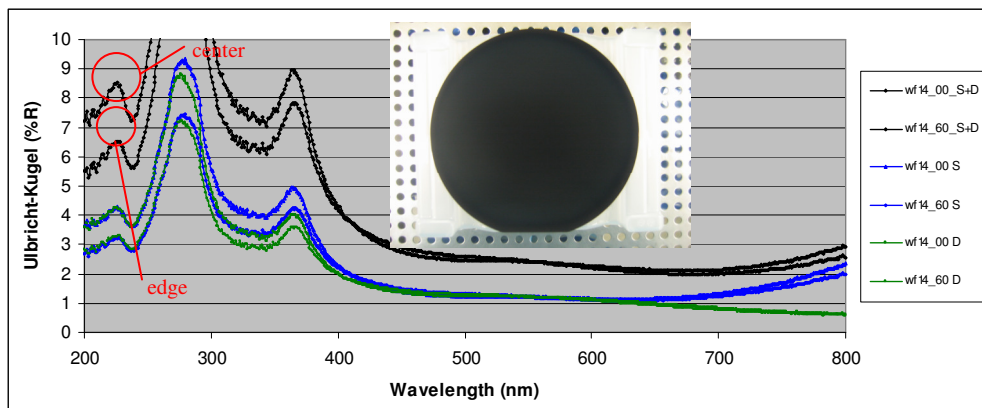 10
9
8
7
6
5
4
3
2
1
0
Ulbricht-Kugel (%R)
center
edge
200 300 400 500 600 700 800
Wavelength (nm)
wf14_00_S+D
wf14_60_S+D
wf14_00 S
wf14_60 S
wf14_00 D
wf14_60 D